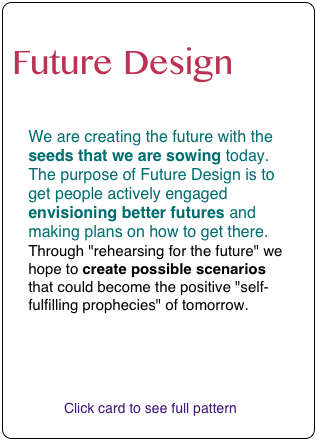 Future Design
We are creating the future with the
seeds that we are sowing today.
The purpose of Future Design is to
get people actively engaged
envisioning better futures and
making plans on how to get there.
Through "rehearsing for the future" we
hope to create possible scenarios
that could become the positive "self-
fulfilling prophecies" of tomorrow.
Click card to see full pattern